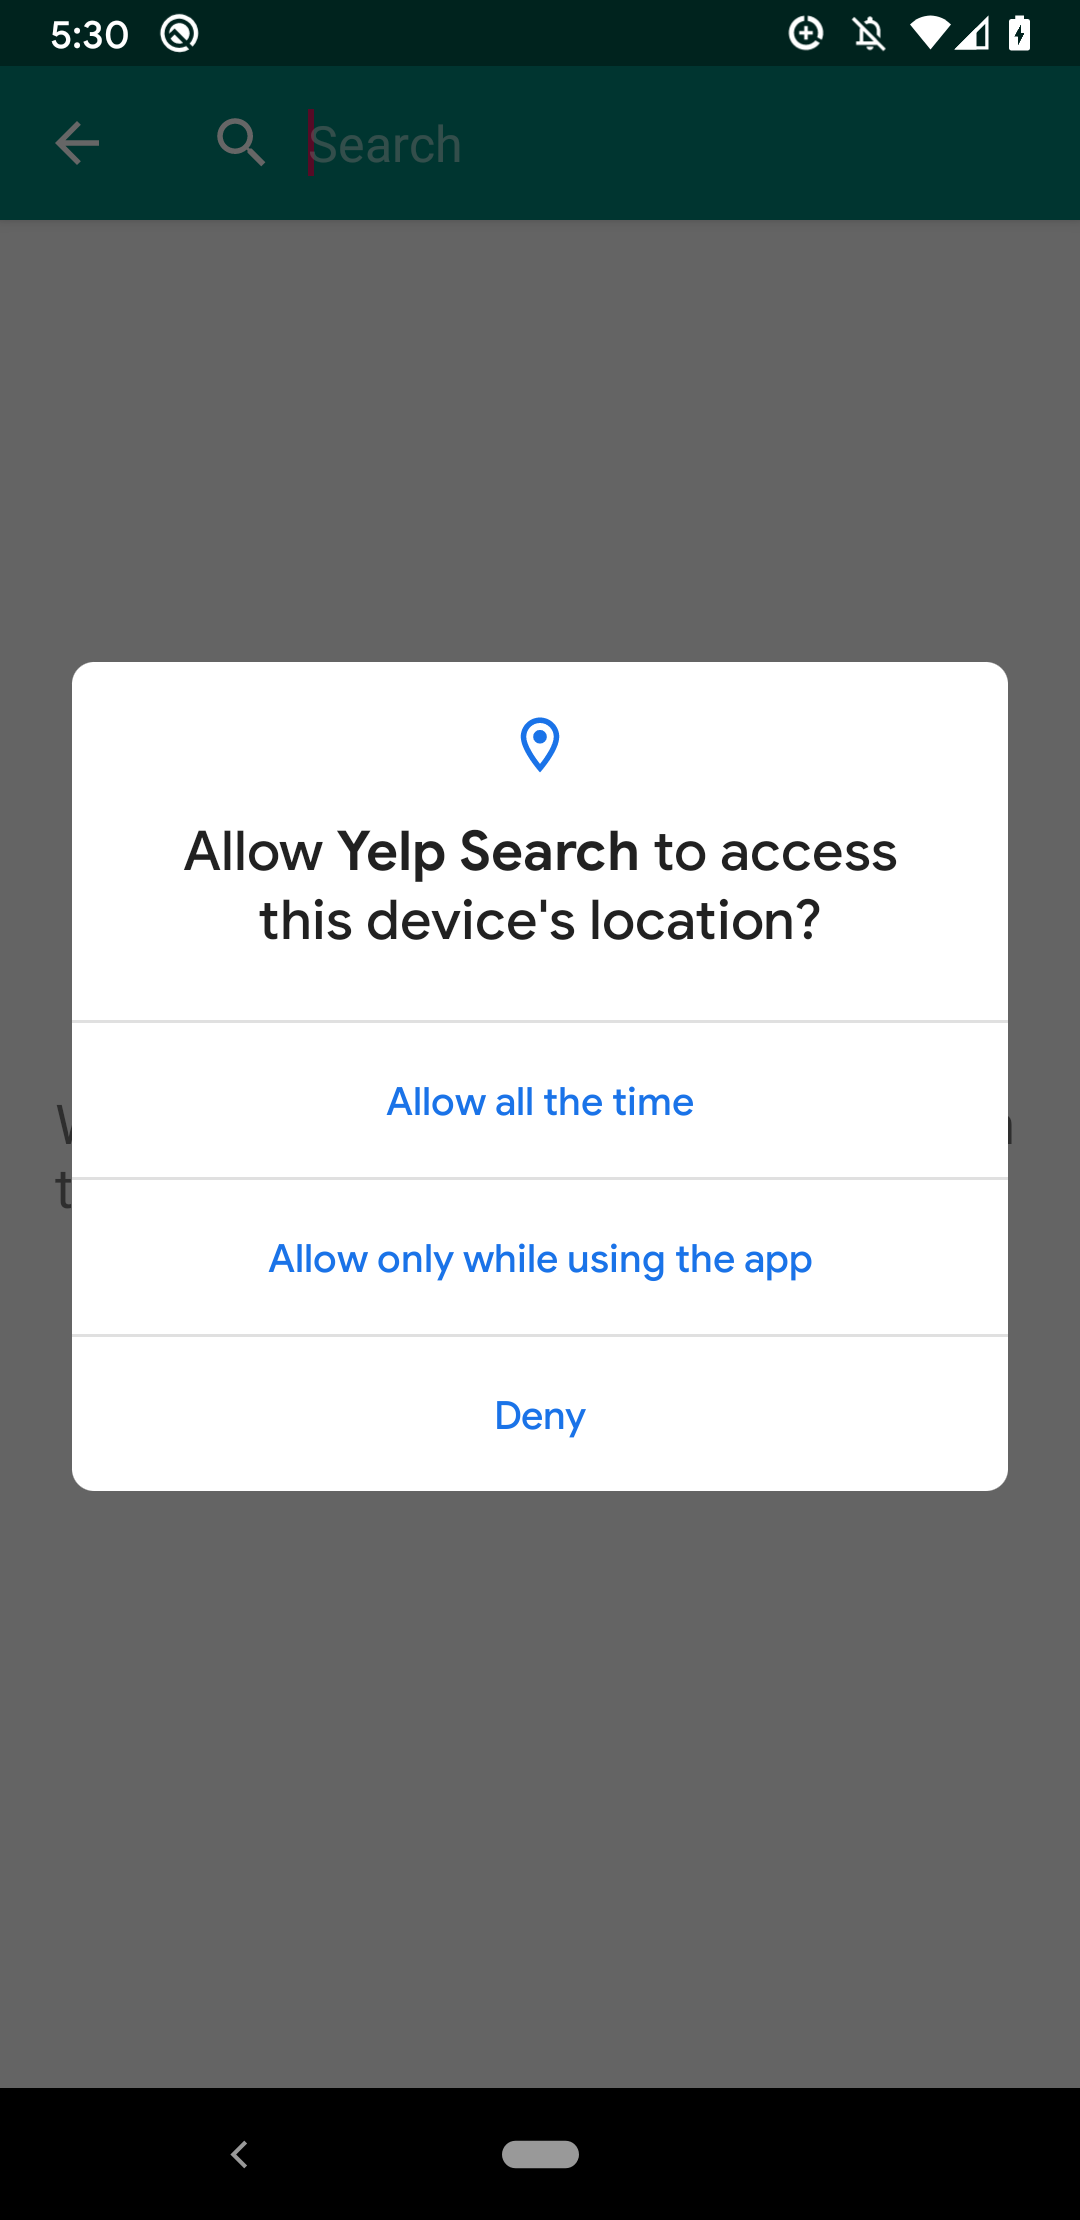 5:30
Search
Allow Yelp Search to access
this device's location?
Allow all the time
Allow only while using the app
Deny